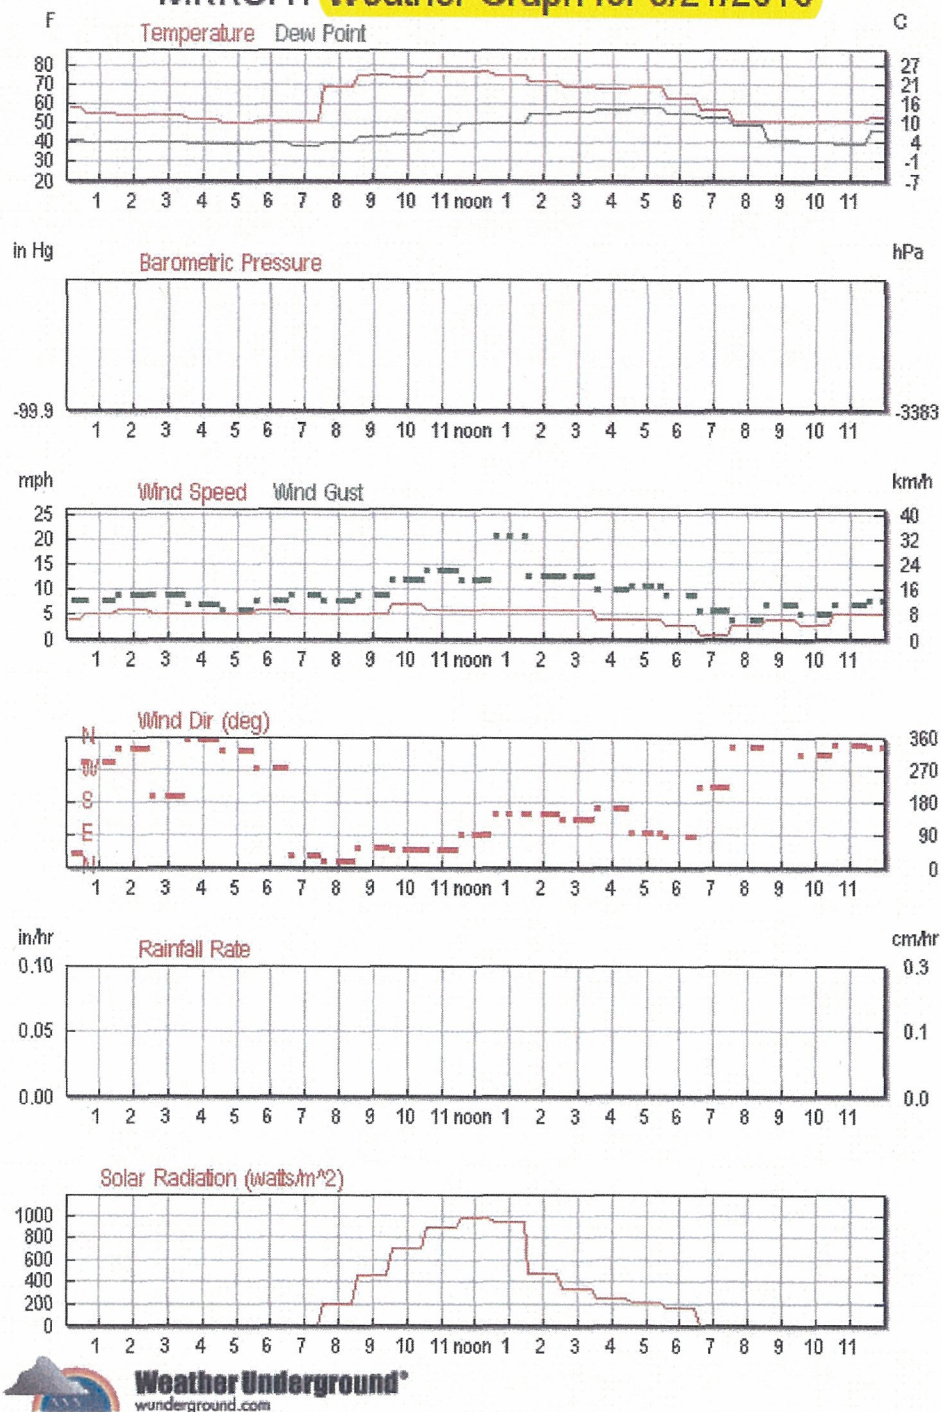 Weather Graph for
F
Temperature Dew Point
C
80
70
60
50
40
30
20
27
21
16
10
4
-1
-7
1 2 3 4 5 6 7 8 9 10 11 noon 1 2 3 4 5 6 7 8 9 10 11
in Hg
Barometric Pressure
hPa
-99.9
-3383
1 2 3 4 5 6 7 8 9 10 11 noon 1 2 3 4 5 6 7 8 9 10 11
mph
Wind Speed Wind Gust
km/h
25
20
15
10
5
0
40
32
24
16
8
0
1 2 3 4 5 6 7 8 9 10 11 noon 1 2 3 4 5 6 7 8 9 10 11
Wind Dir (deg)
N
W
S
E
N
360
270
180
90
0
1 2 3 4 5 6 7 8 9 10 11 noon 1 2 3 4 5 6 7 8 9 10 11
in/hr
Rainfall Rate
cm/hr
0.10
0.05
0.00
0.3
0.1
0.0
1 2 3 4 5 6 7 8 9 10 11 noon 1 2 3 4 5 6 7 8 9 10 11
Solar Radiation (watts/m^2)
1000
800
600
400
200
0
1 2 3 4 5 6 7 8 9 10 11 noon 1 2 3 4 5 6 7 8 9 10 11
Weather Underground®
wunderground.com